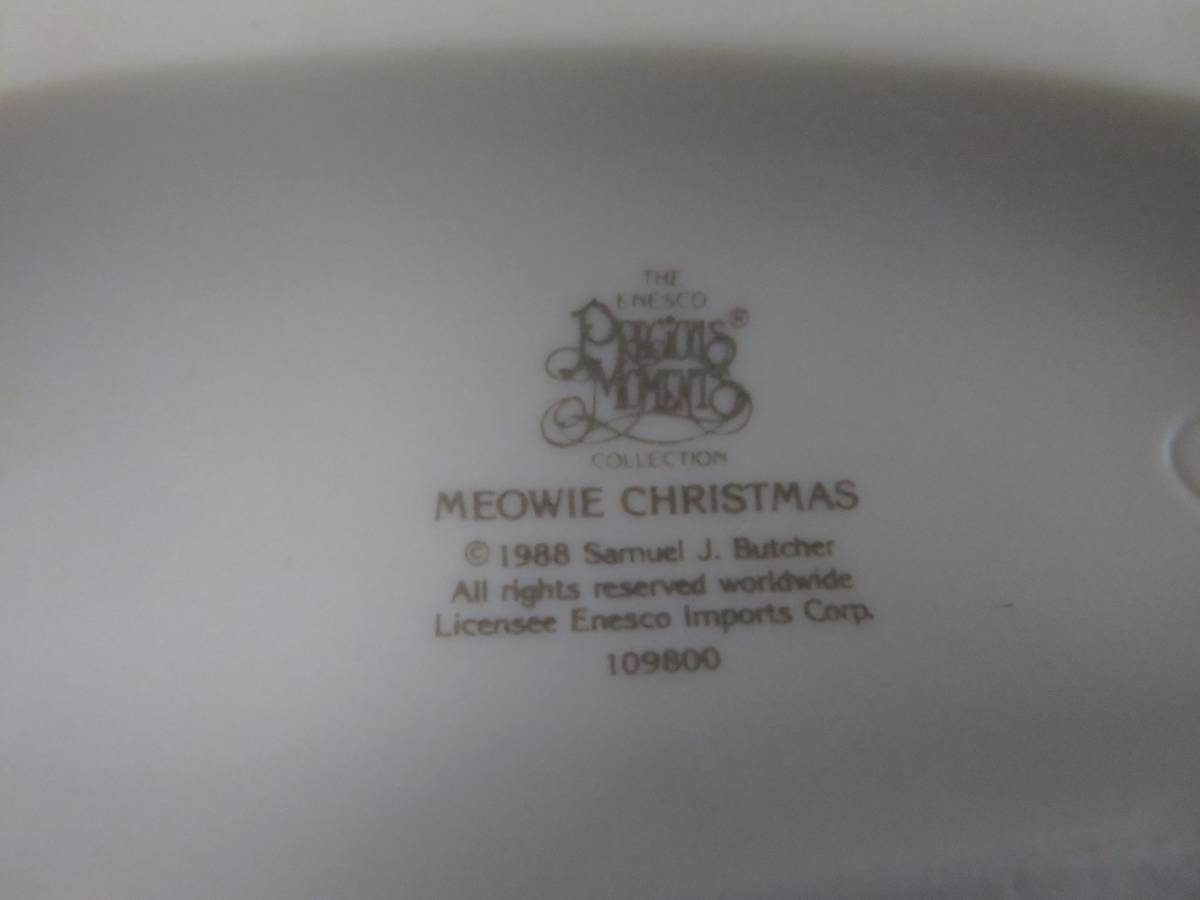 THE
ENESCO
PRECIOUS®
MOMENTS
COLLECTION
MEOWIE CHRISTMAS
© 1988 Samuel J. Butcher
All rights reserved worldwide
Licensee Enesco Imports Corp.
109800